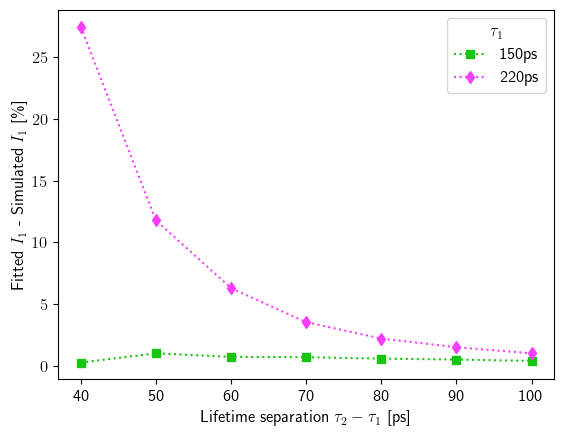 τ₁
150ps
220ps
Fitted I₁ - Simulated I₁ [%]
25
20
15
10
5
0
40 50 60 70 80 90 100
Lifetime separation τ₂ − τ₁ [ps]